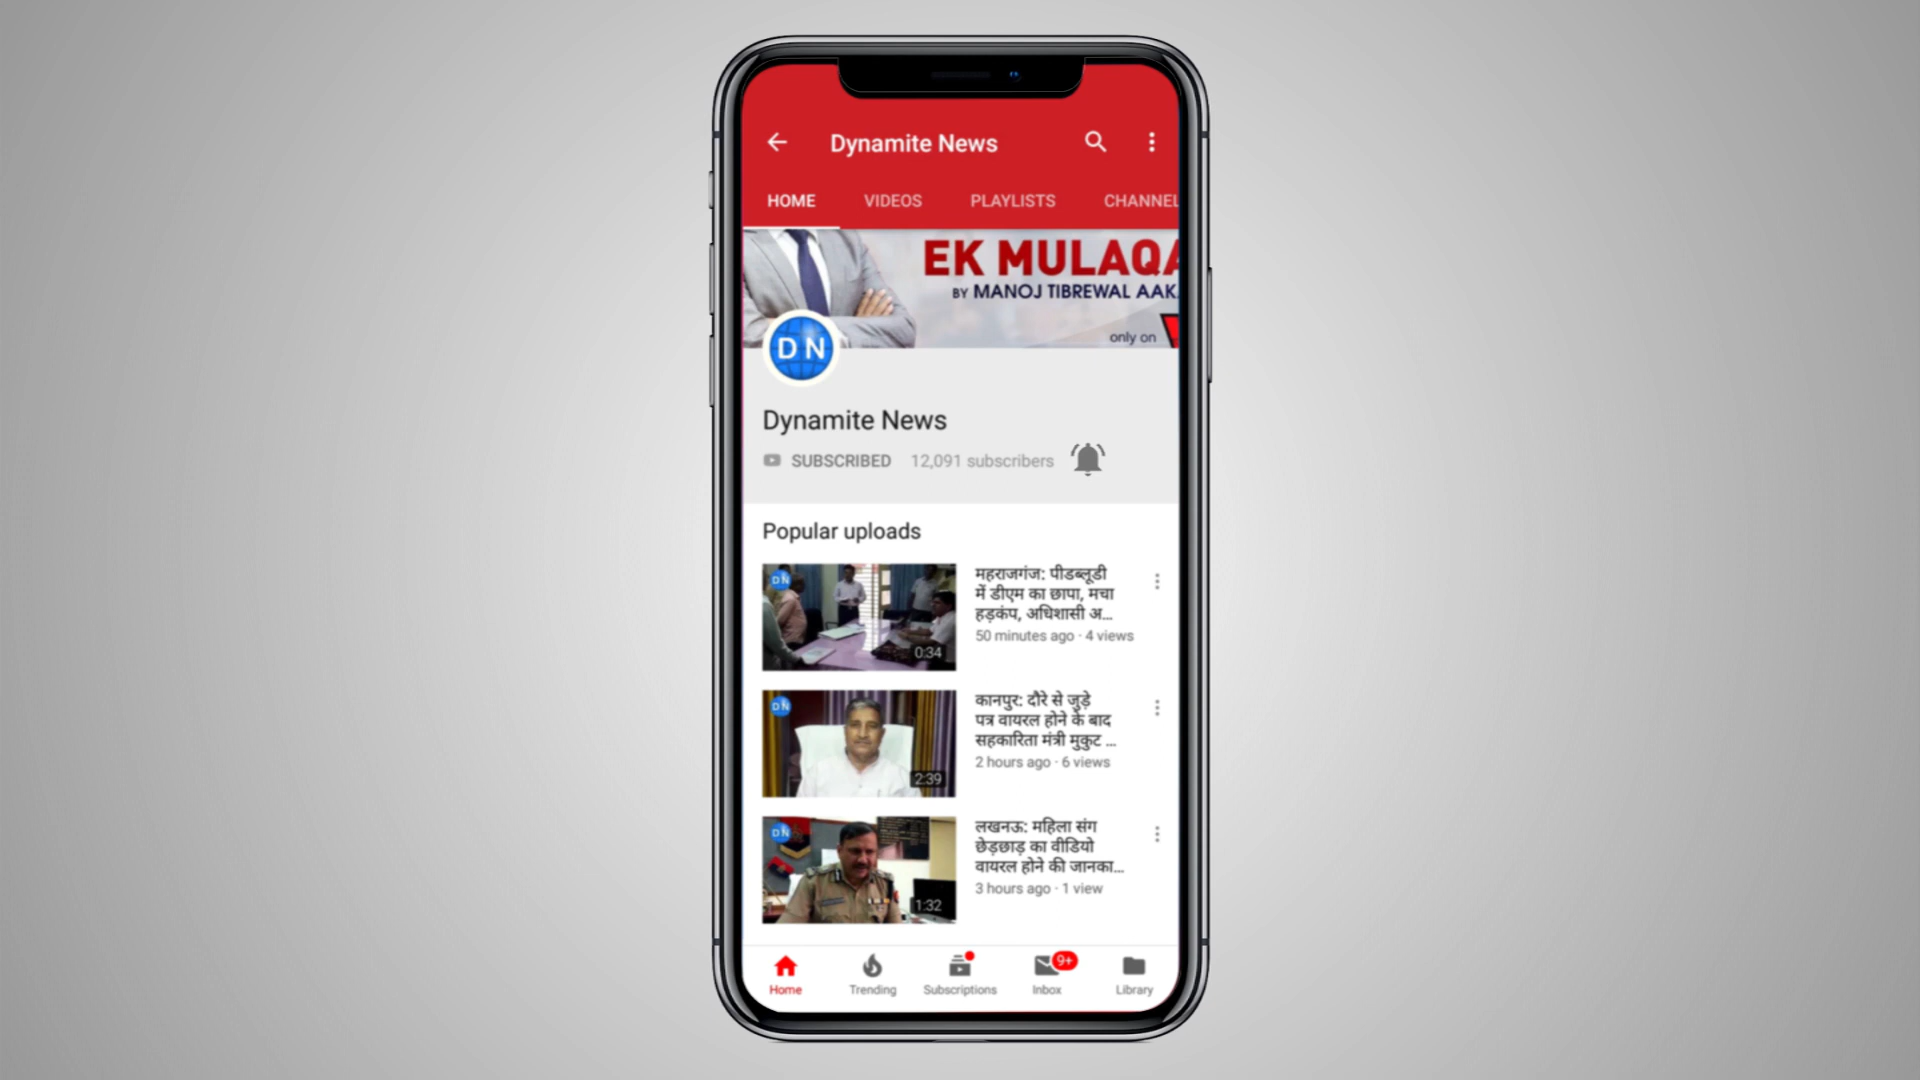 Dynamite News
HOME VIDEOS PLAYLISTS CHANNEL
EK MULAQA
BY MANOJ TIBREWAL AAK
only on
DN
Dynamite News
SUBSCRIBED 12,091 subscribers
Popular uploads
DN
0:34
महराजगंज: पीडब्लूडी
में डीएम का छापा, मचा
हड़कंप, अधिशासी अ...
50 minutes ago · 4 views
DN
2:39
कानपुर: दौरे से जुड़े
पत्र वायरल होने के बाद
सहकारिता मंत्री मुकुट ...
2 hours ago · 6 views
DN
1:32
लखनऊ: महिला संग
छेड़छाड़ का वीडियो
वायरल होने की जानका...
3 hours ago · 1 view
9+
Home Trending Subscriptions Inbox Library